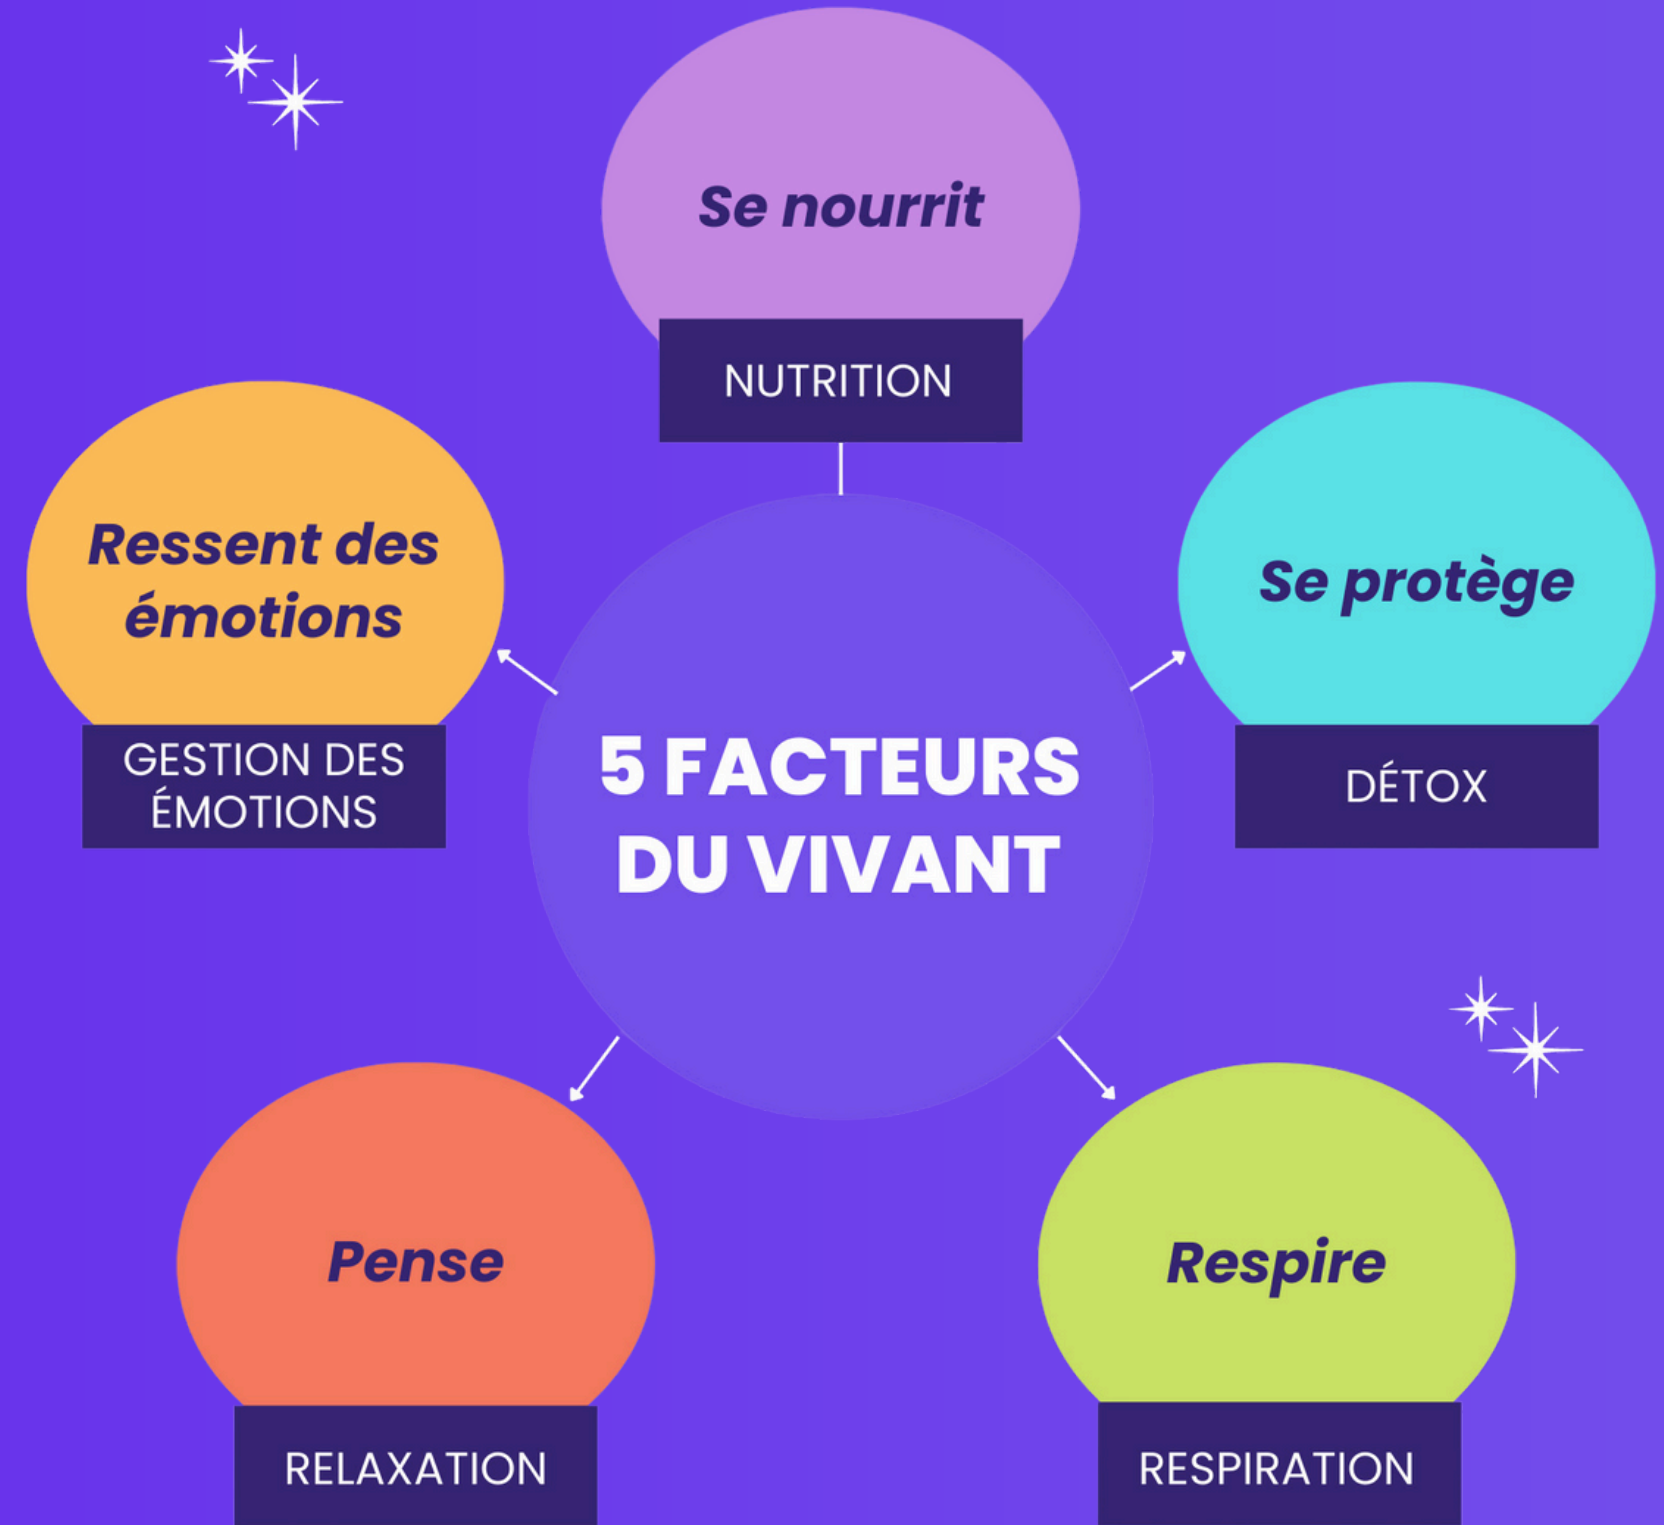 Se nourrit
NUTRITION
Ressent des
émotions
GESTION DES
ÉMOTIONS
Se protège
DÉTOX
5 FACTEURS
DU VIVANT
Pense
RELAXATION
Respire
RESPIRATION